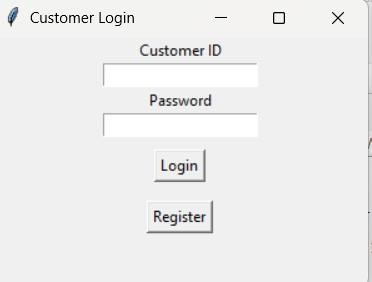 Customer Login
Customer ID
Password
Login
Register